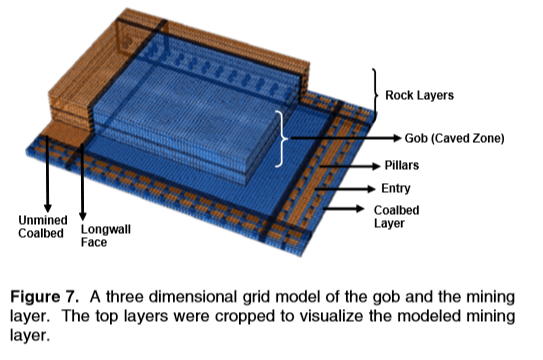 Rock Layers
Gob (Caved Zone)
Pillars
Entry
Coalbed
Layer
Unmined
Coalbed
Longwall
Face
Figure 7. A three dimensional grid model of the gob and the mining
layer. The top layers were cropped to visualize the modeled mining
layer.